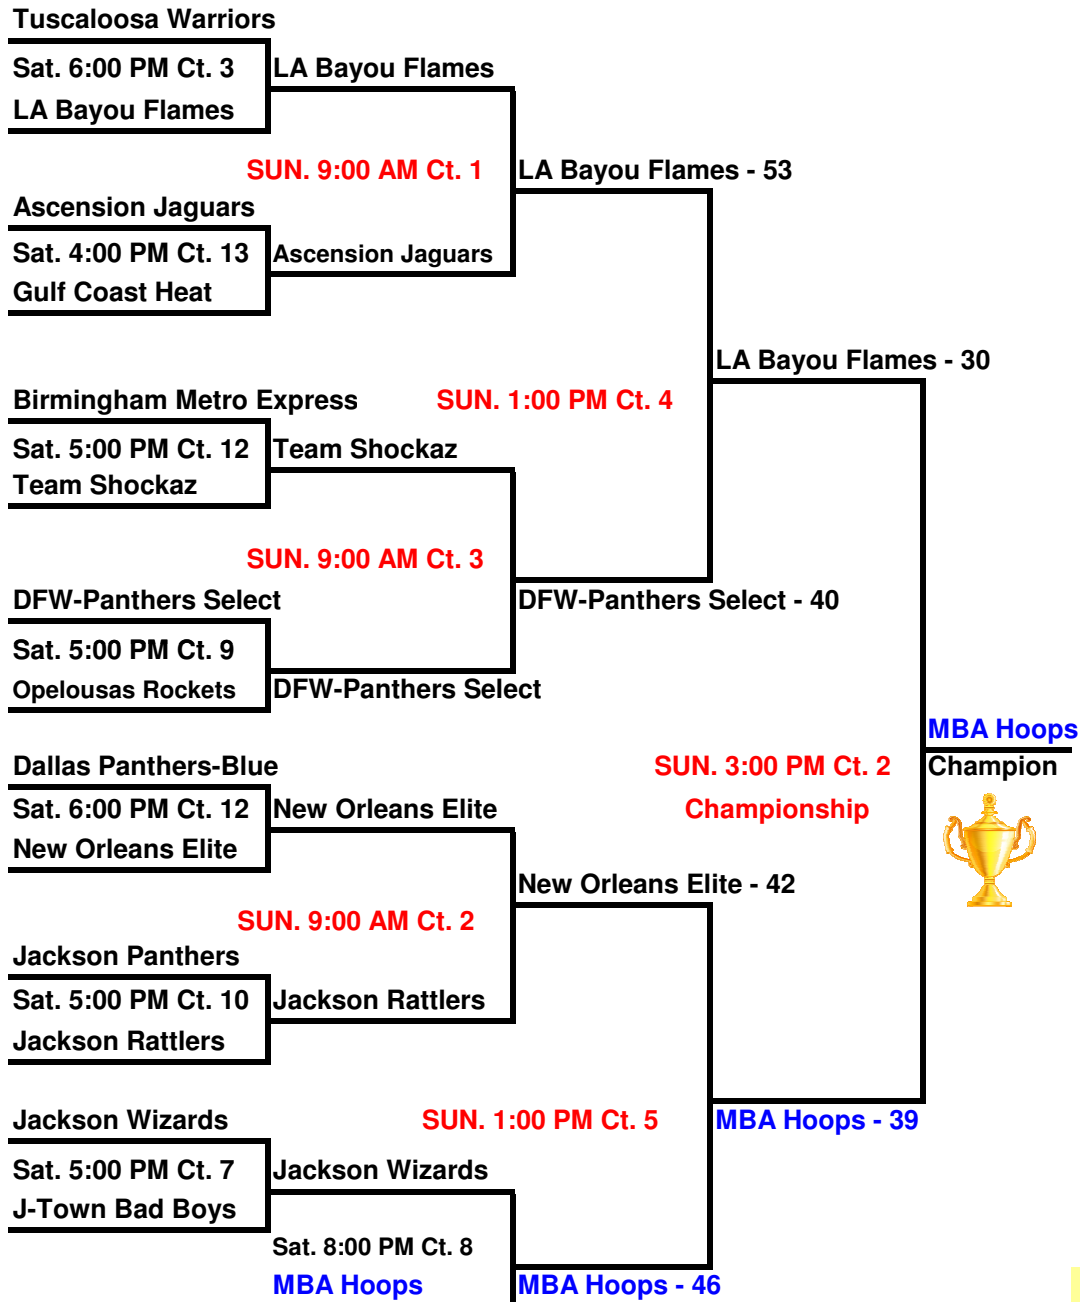 Tuscaloosa Warriors
Sat. 6:00 PM Ct. 3
LA Bayou Flames
LA Bayou Flames
SUN. 9:00 AM Ct. 1
LA Bayou Flames - 53
Ascension Jaguars
Sat. 4:00 PM Ct. 13
Ascension Jaguars
Gulf Coast Heat
LA Bayou Flames - 30
Birmingham Metro Express
SUN. 1:00 PM Ct. 4
Sat. 5:00 PM Ct. 12
Team Shockaz
Team Shockaz
SUN. 9:00 AM Ct. 3
DFW-Panthers Select
DFW-Panthers Select - 40
Sat. 5:00 PM Ct. 9
Opelousas Rockets
DFW-Panthers Select
MBA Hoops
Dallas Panthers-Blue
SUN. 3:00 PM Ct. 2
Champion
Sat. 6:00 PM Ct. 12
New Orleans Elite
Championship
New Orleans Elite
New Orleans Elite - 42
SUN. 9:00 AM Ct. 2
Jackson Panthers
Sat. 5:00 PM Ct. 10
Jackson Rattlers
Jackson Rattlers
Jackson Wizards
SUN. 1:00 PM Ct. 5
MBA Hoops - 39
Sat. 5:00 PM Ct. 7
Jackson Wizards
J-Town Bad Boys
Sat. 8:00 PM Ct. 8
MBA Hoops
MBA Hoops - 46